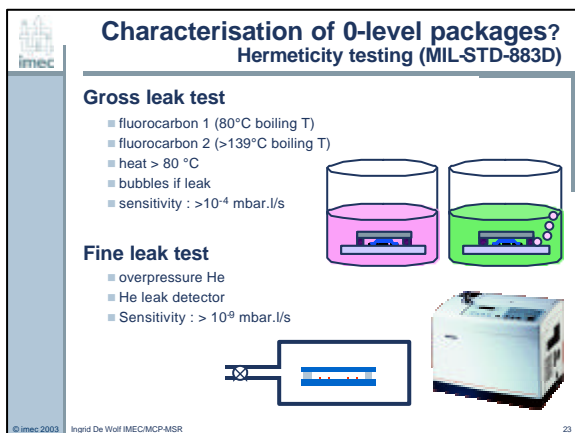 imec
Characterisation of 0-level packages?
Hermeticity testing (MIL-STD-883D)
Gross leak test
fluorocarbon 1 (80°C boiling T)
fluorocarbon 2 (>139°C boiling T)
heat > 80 °C
bubbles if leak
sensitivity : >10⁻⁴ mbar.l/s
Fine leak test
overpressure He
He leak detector
Sensitivity : > 10⁻⁹ mbar.l/s
© imec 2003 Ingrid De Wolf IMEC/MCP-MSR 23